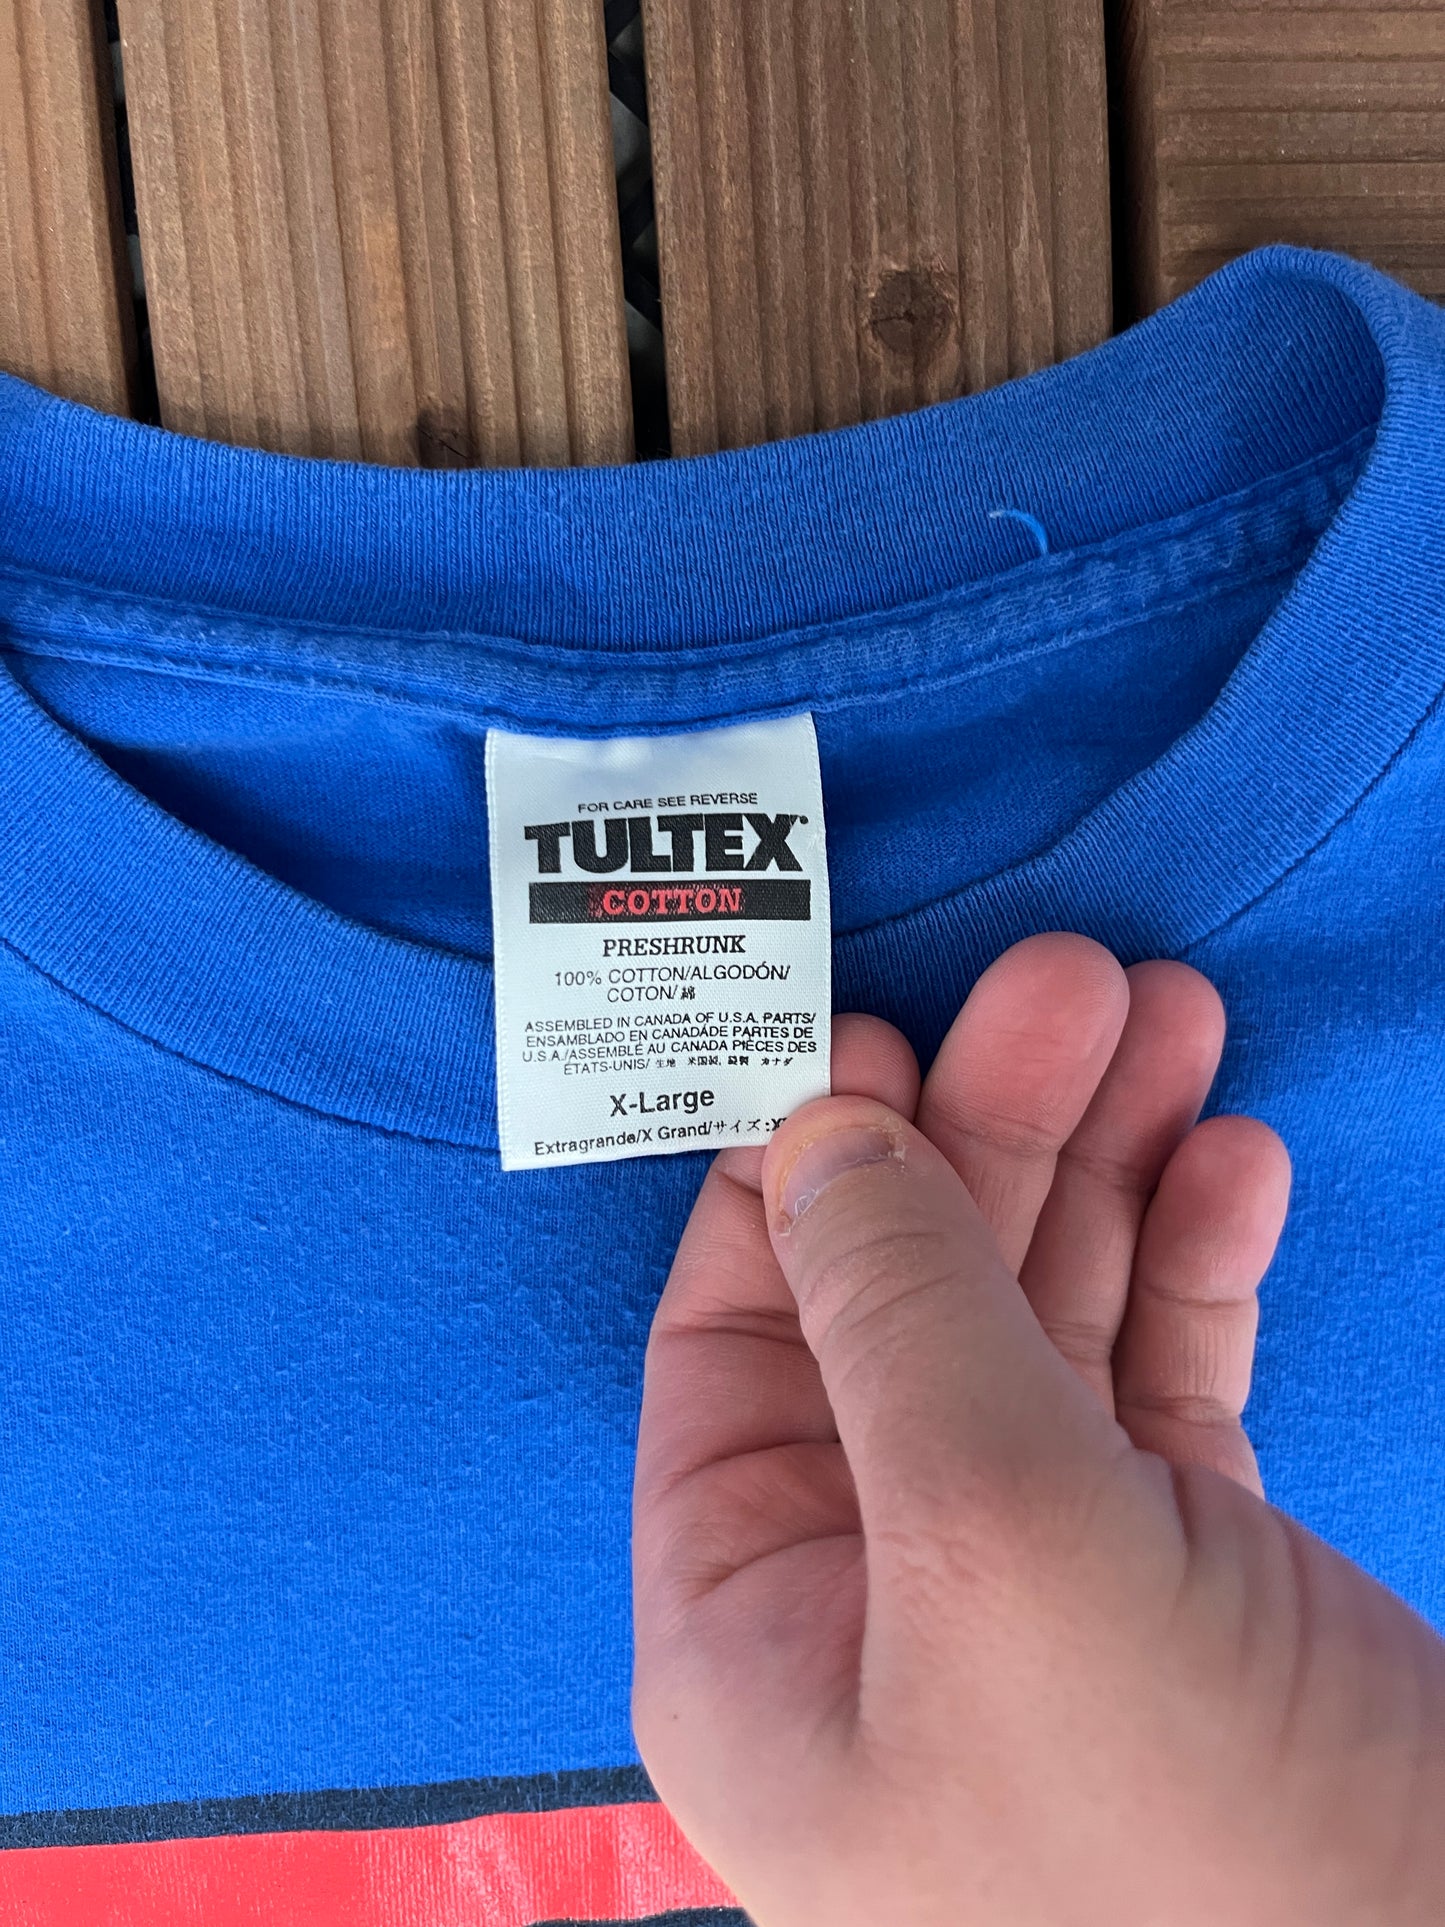 FOR CARE SEE REVERSE
TULTEX®
COTTON
PRESHRUNK
100% COTTON/ALGODÓN/
COTON/綿
ASSEMBLED IN CANADA OF U.S.A. PARTS/
ENSAMBLADO EN CANADÁDE PARTES DE
U.S.A./ASSEMBLÉ AU CANADA PIÈCES DES
ÉTATS-UNIS/ 生地 米国製, 縫製 カナダ
X-Large
Extragrande/X Grand/サイズ: